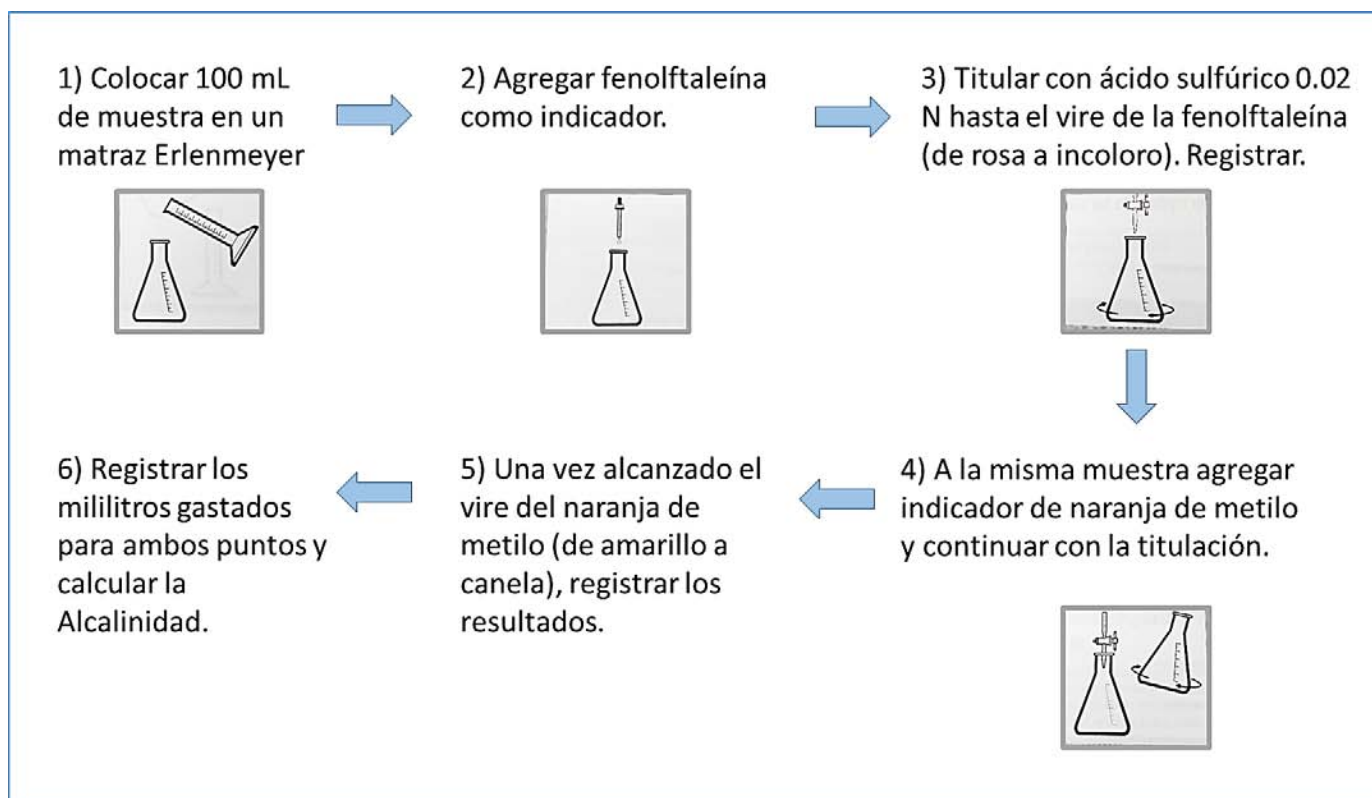 1) Colocar 100 mL
de muestra en un
matraz Erlenmeyer
2) Agregar fenolftaleína
como indicador.
3) Titular con ácido sulfúrico 0.02
N hasta el vire de la fenolftaleína
(de rosa a incoloro). Registrar.
4) A la misma muestra agregar
indicador de naranja de metilo
y continuar con la titulación.
5) Una vez alcanzado el
vire del naranja de
metilo (de amarillo a
canela), registrar los
resultados.
6) Registrar los
mililitros gastados
para ambos puntos y
calcular la
Alcalinidad.